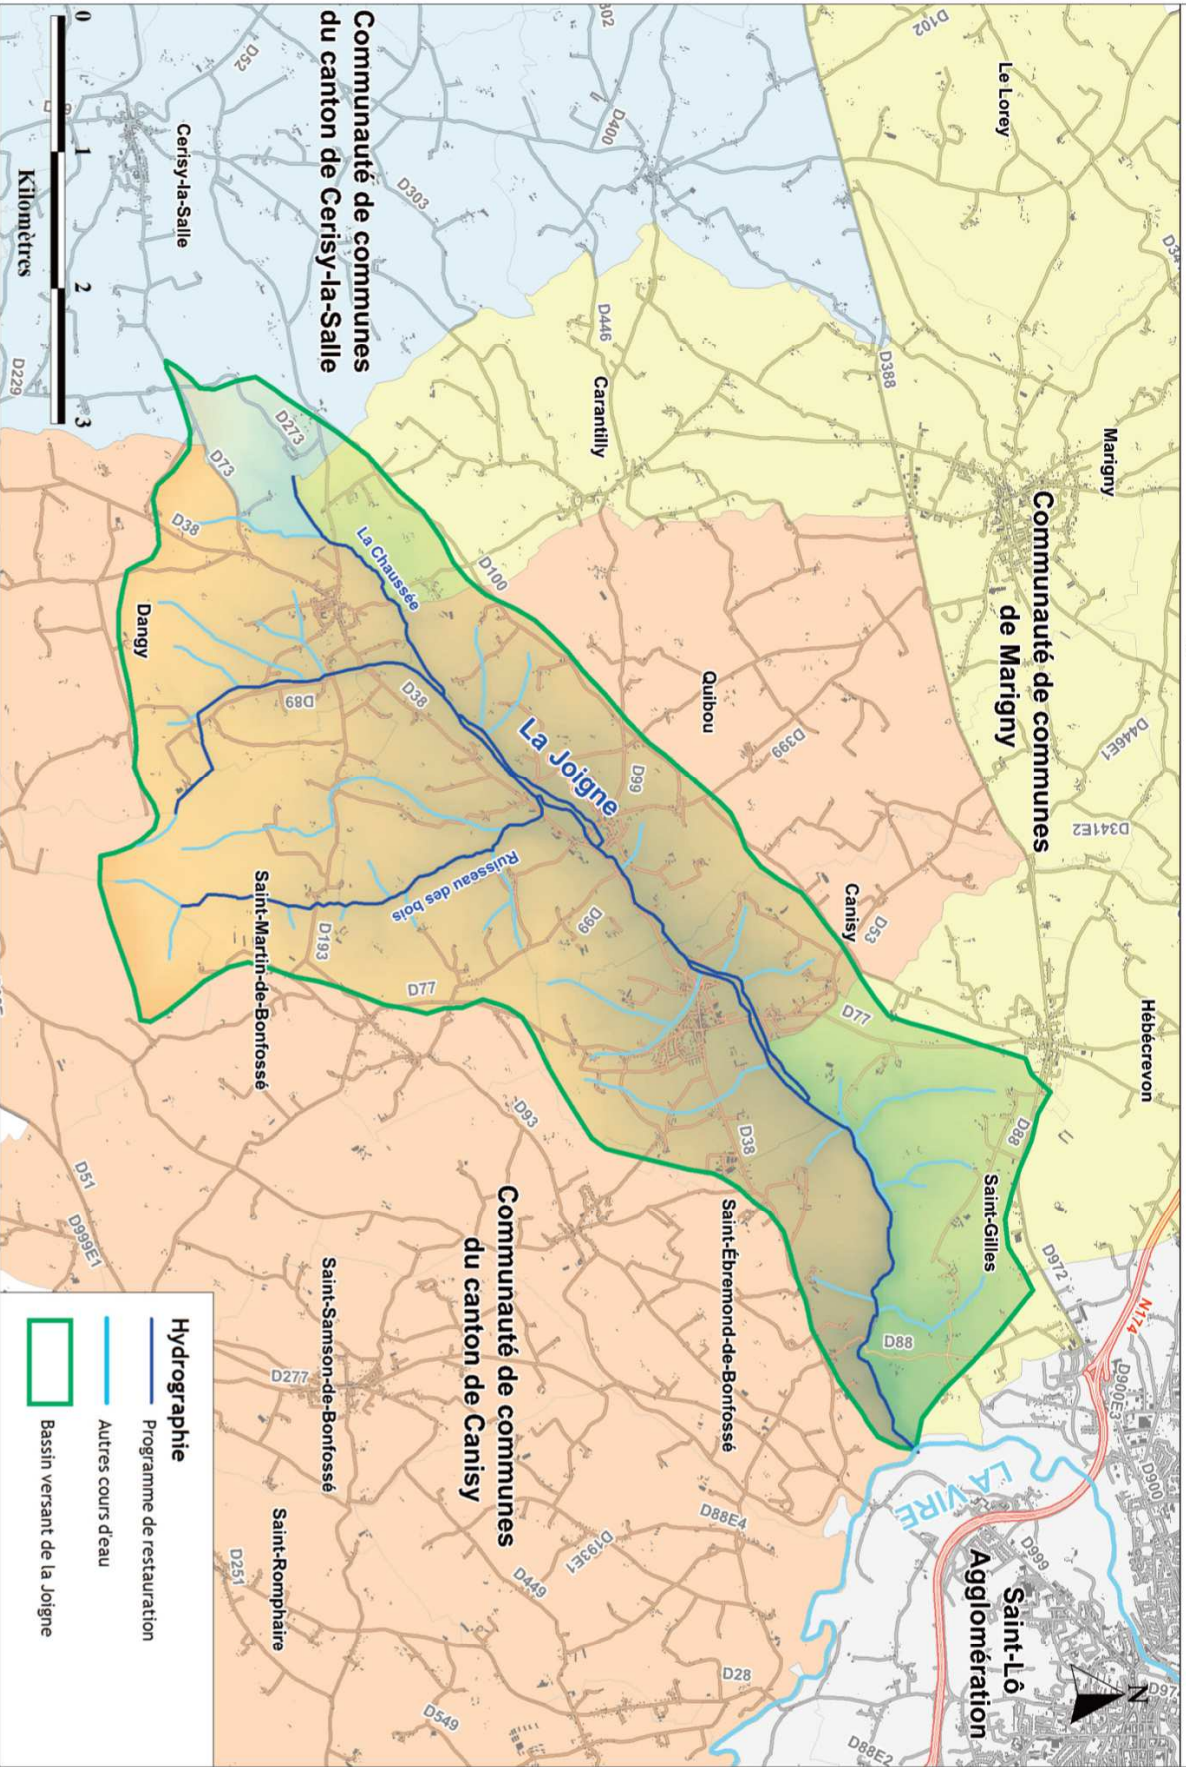 Communauté de communes
de Marigny
Communauté de communes
du canton de Cerisy-la-Salle
Communauté de communes
du canton de Canisy
Saint-Lô
Agglomération
Le Lorey
Marigny
Hébécrevon
Carantilly
Quibou
Canisy
Saint-Gilles
Cerisy-la-Salle
Dangy
Saint-Martin-de-Bonfossé
Saint-Ébremond-de-Bonfossé
Saint-Samson-de-Bonfossé
Saint-Romphaire
La Joigne
La Chaussée
Ruisseau des bois
LA VIRE
N
N174
D102
D52
D400
D303
D446
D388
D446E1
D341E2
D399
D53
D229
D273
D73
D38
D100
D89
D38
D99
D99
D193
D77
D77
D88
D972
D88
D38
D93
D51
D999E1
D277
D251
D88E4
D193E1
D449
D549
D28
D88E2
D999
D900
D900E3
0 1 2 3
Kilomètres
Hydrographie
Programme de restauration
Autres cours d'eau
Bassin versant de la Joigne